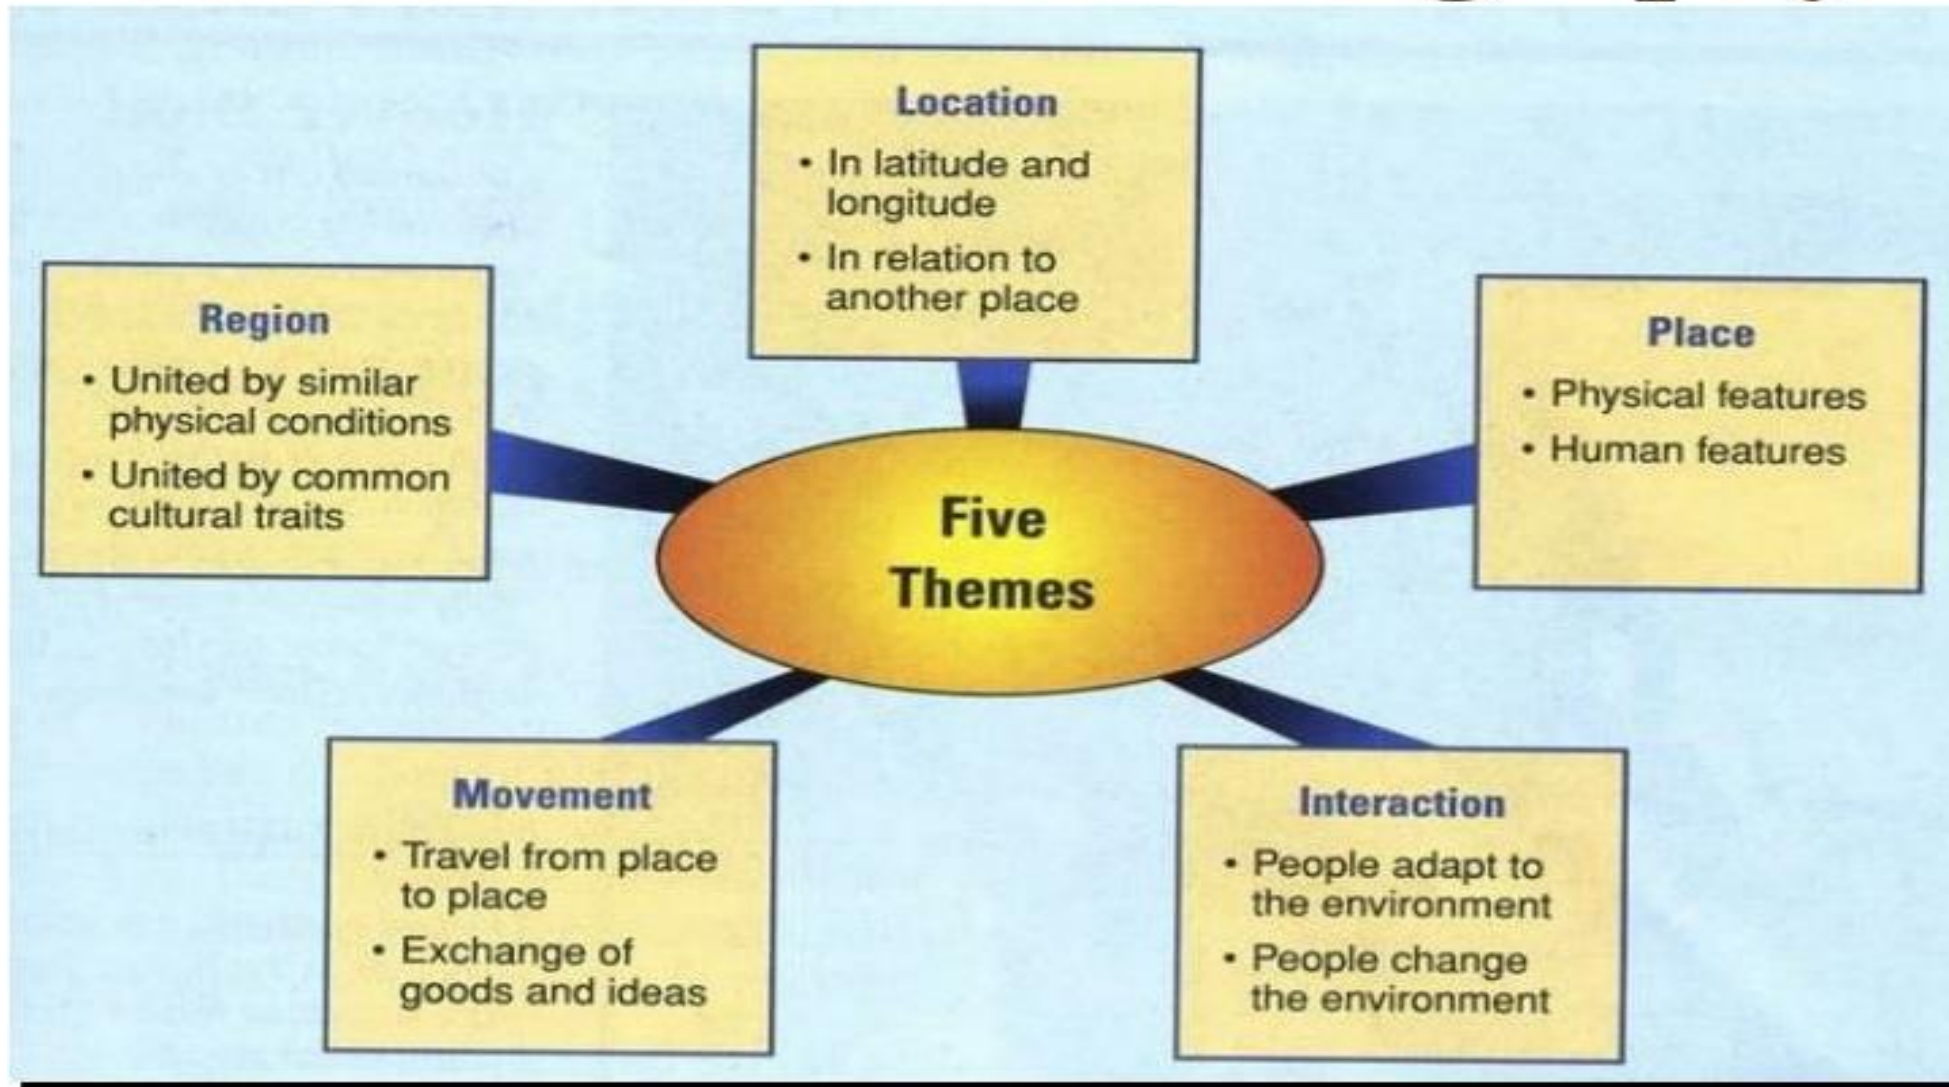 Location
• In latitude and
longitude
• In relation to
another place
Region
• United by similar
physical conditions
• United by common
cultural traits
Place
• Physical features
• Human features
Five
Themes
Movement
• Travel from place
to place
• Exchange of
goods and ideas
Interaction
• People adapt to
the environment
• People change
the environment